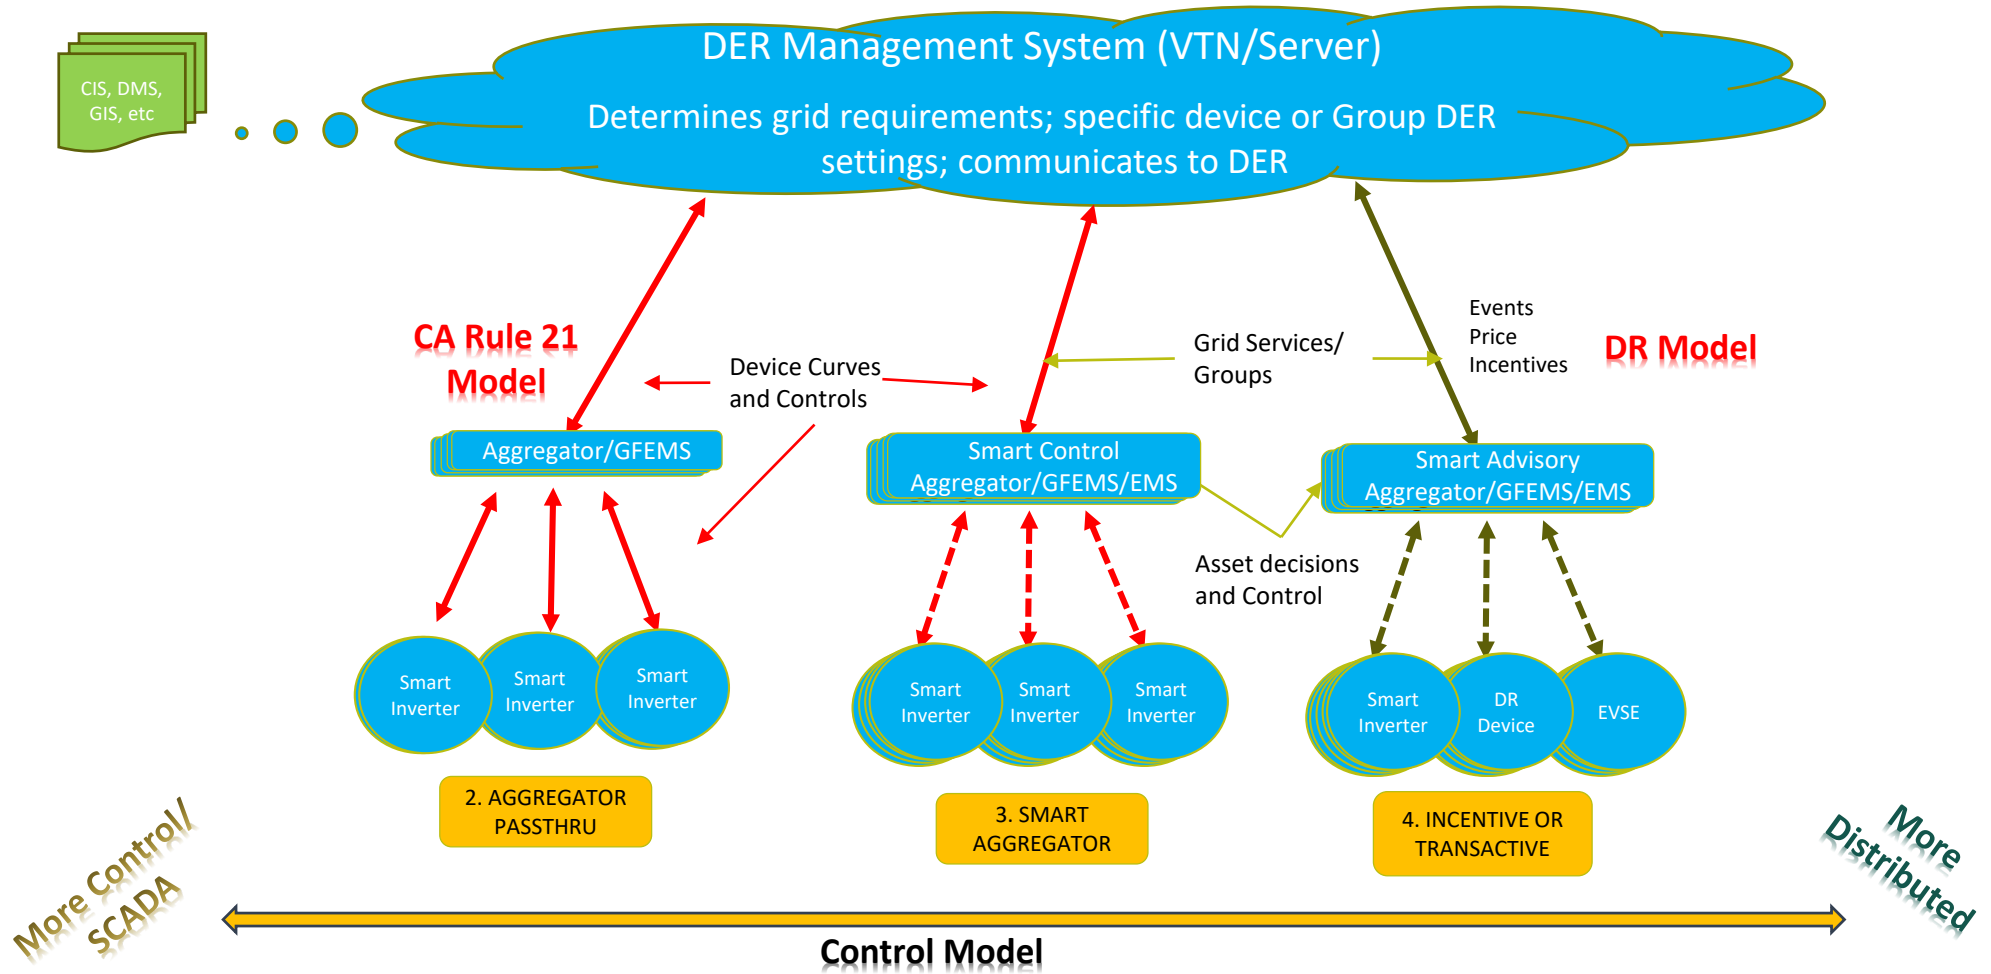 DER Management System (VTN/Server)
Determines grid requirements; specific device or Group DER
settings; communicates to DER
CIS, DMS,
GIS, etc
CA Rule 21
Model
Device Curves
and Controls
Grid Services/
Groups
Events
Price
Incentives
DR Model
Aggregator/GFEMS
Smart Control
Aggregator/GFEMS/EMS
Smart Advisory
Aggregator/GFEMS/EMS
Asset decisions
and Control
Smart
Inverter
Smart
Inverter
Smart
Inverter
Smart
Inverter
Smart
Inverter
Smart
Inverter
Smart
Inverter
DR
Device
EVSE
2. AGGREGATOR
PASSTHRU
3. SMART
AGGREGATOR
4. INCENTIVE OR
TRANSACTIVE
More Control/
SCADA
More
Distributed
Control Model